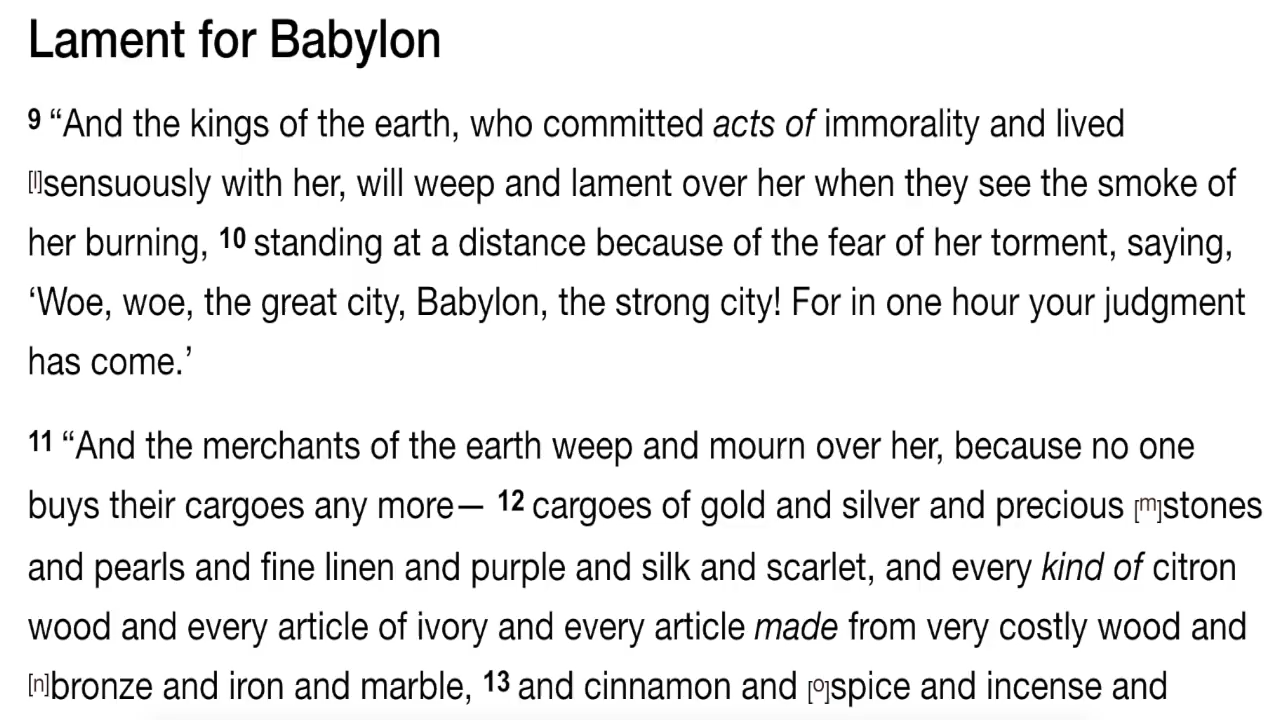 Lament for Babylon
9 “And the kings of the earth, who committed acts of immorality and lived
[l]sensuously with her, will weep and lament over her when they see the smoke of
her burning, 10 standing at a distance because of the fear of her torment, saying,
‘Woe, woe, the great city, Babylon, the strong city! For in one hour your judgment
has come.’
11 “And the merchants of the earth weep and mourn over her, because no one
buys their cargoes any more— 12 cargoes of gold and silver and precious [m]stones
and pearls and fine linen and purple and silk and scarlet, and every kind of citron
wood and every article of ivory and every article made from very costly wood and
[n]bronze and iron and marble, 13 and cinnamon and [o]spice and incense and